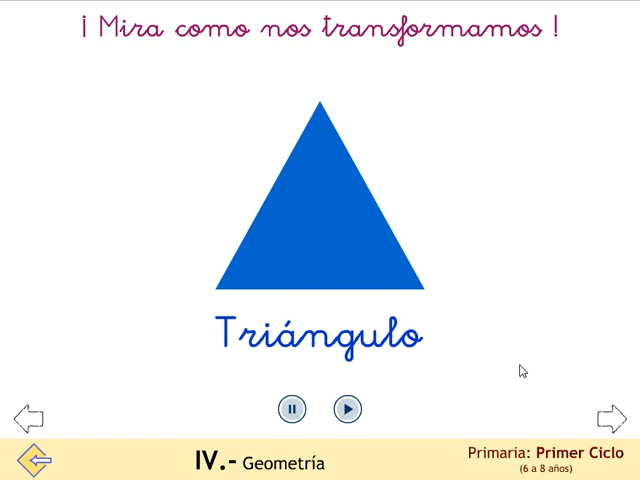 ¡ Mira como nos transformamos !
Triángulo
IV.- Geometría
Primaria: Primer Ciclo
(6 a 8 años)